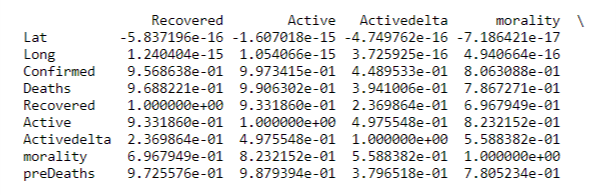 Recovered Active Activedelta morality \
Lat -5.837196e-16 -1.607018e-15 -4.749762e-16 -7.186421e-17
Long 1.240404e-15 1.054066e-15 3.725925e-16 4.940664e-16
Confirmed 9.568638e-01 9.973415e-01 4.489533e-01 8.063088e-01
Deaths 9.688221e-01 9.906302e-01 3.941006e-01 7.867271e-01
Recovered 1.000000e+00 9.331860e-01 2.369864e-01 6.967949e-01
Active 9.331860e-01 1.000000e+00 4.975548e-01 8.232152e-01
Activedelta 2.369864e-01 4.975548e-01 1.000000e+00 5.588382e-01
morality 6.967949e-01 8.232152e-01 5.588382e-01 1.000000e+00
preDeaths 9.725576e-01 9.879394e-01 3.796518e-01 7.805234e-01